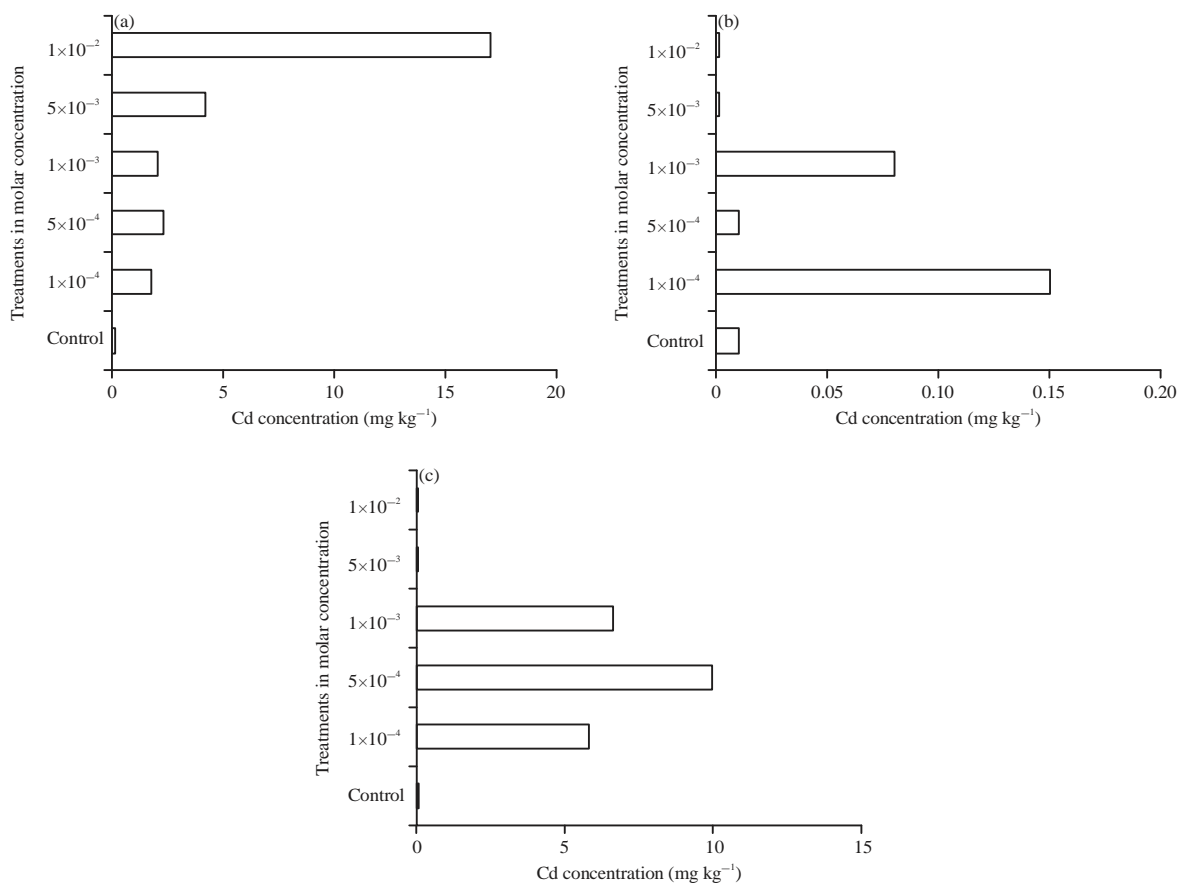 (a)
Treatments in molar concentration
1×10⁻²
5×10⁻³
1×10⁻³
5×10⁻⁴
1×10⁻⁴
Control
0 5 10 15 20
Cd concentration (mg kg⁻¹)
(b)
Treatments in molar concentration
1×10⁻²
5×10⁻³
1×10⁻³
5×10⁻⁴
1×10⁻⁴
Control
0 0.05 0.10 0.15 0.20
Cd concentration (mg kg⁻¹)
(c)
Treatments in molar concentration
1×10⁻²
5×10⁻³
1×10⁻³
5×10⁻⁴
1×10⁻⁴
Control
0 5 10 15
Cd concentration (mg kg⁻¹)